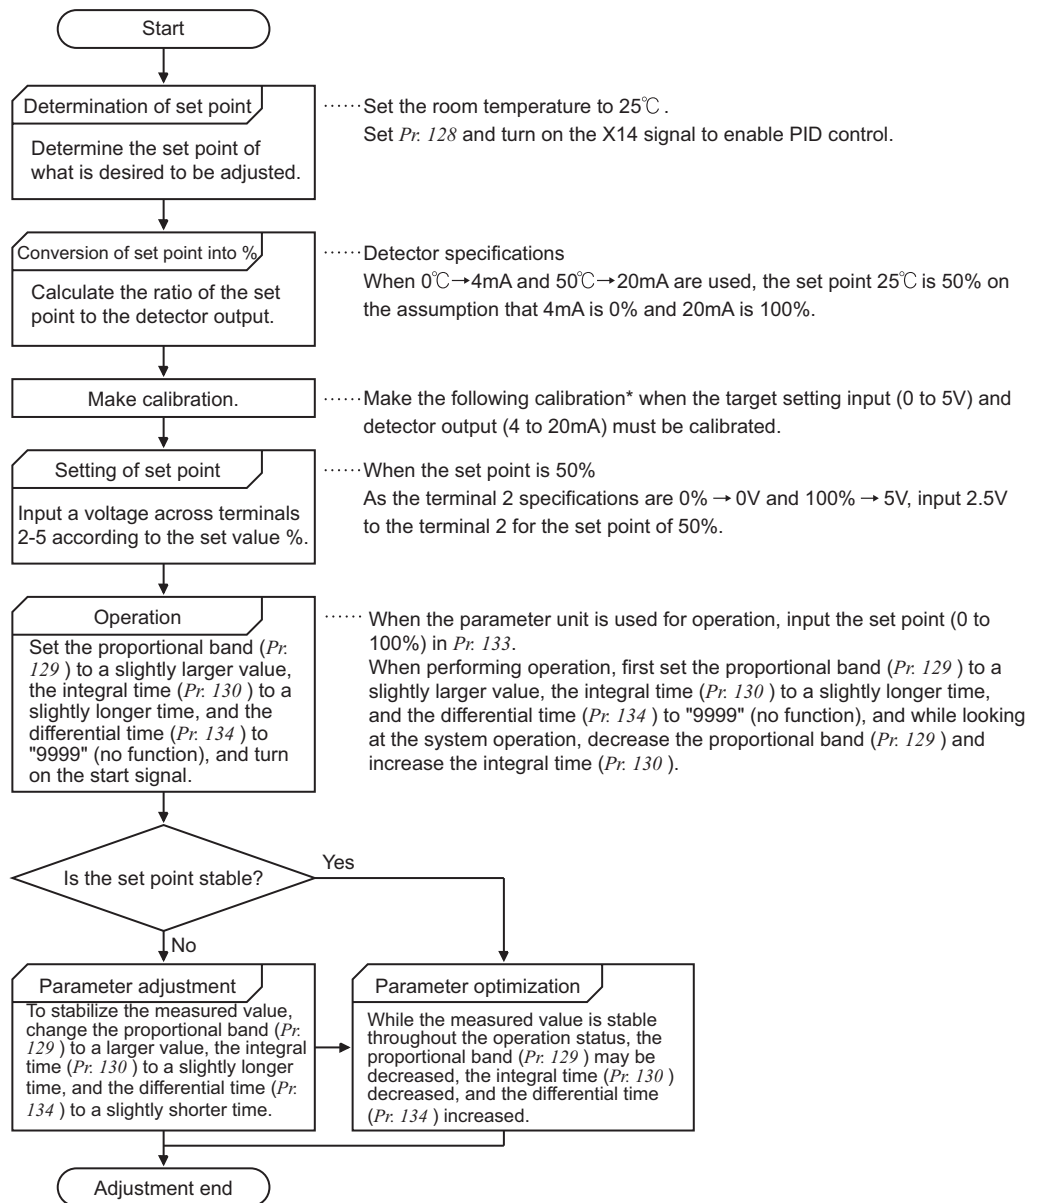 Start
Determination of set point
Determine the set point of
what is desired to be adjusted.
······Set the room temperature to 25℃ .
Set Pr. 128 and turn on the X14 signal to enable PID control.
Conversion of set point into %
Calculate the ratio of the set
point to the detector output.
······Detector specifications
When 0℃→4mA and 50℃→20mA are used, the set point 25℃ is 50% on
the assumption that 4mA is 0% and 20mA is 100%.
Make calibration.
······Make the following calibration* when the target setting input (0 to 5V) and
detector output (4 to 20mA) must be calibrated.
Setting of set point
Input a voltage across terminals
2-5 according to the set value %.
······When the set point is 50%
As the terminal 2 specifications are 0% → 0V and 100% → 5V, input 2.5V
to the terminal 2 for the set point of 50%.
Operation
Set the proportional band (Pr.
129 ) to a slightly larger value,
the integral time (Pr. 130 ) to a
slightly longer time, and the
differential time (Pr. 134 ) to
"9999" (no function), and turn
on the start signal.
······ When the parameter unit is used for operation, input the set point (0 to
100%) in Pr. 133.
When performing operation, first set the proportional band (Pr. 129 ) to a
slightly larger value, the integral time (Pr. 130 ) to a slightly longer time,
and the differential time (Pr. 134 ) to "9999" (no function), and while looking
at the system operation, decrease the proportional band (Pr. 129 ) and
increase the integral time (Pr. 130 ).
Is the set point stable?
Yes
No
Parameter adjustment
To stabilize the measured value,
change the proportional band (Pr.
129 ) to a larger value, the integral
time (Pr. 130 ) to a slightly longer
time, and the differential time (Pr.
134 ) to a slightly shorter time.
Parameter optimization
While the measured value is stable
throughout the operation status, the
proportional band (Pr. 129 ) may be
decreased, the integral time (Pr. 130 )
decreased, and the differential time
(Pr. 134 ) increased.
Adjustment end